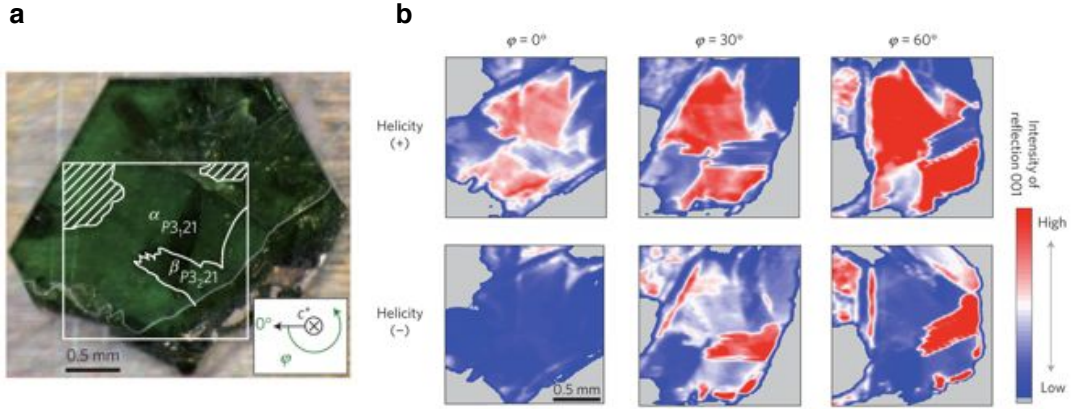 a
b
φ = 0°
φ = 30°
φ = 60°
Helicity
(+)
Helicity
(−)
0.5 mm
α
P3₁21
β
P3₂21
c*
0°
φ
0.5 mm
Intensity of
reflection 001
High
Low